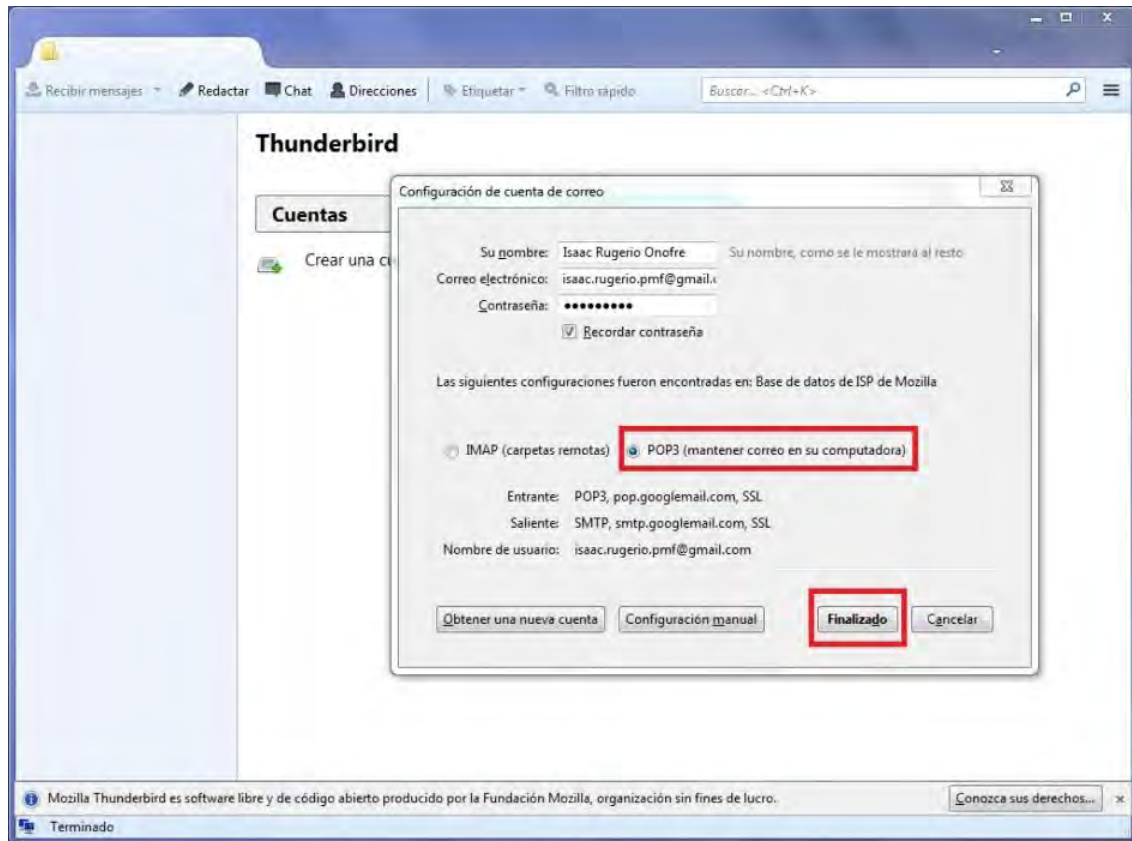 Recibir mensajes Redactar Chat Direcciones Etiquetar Filtro rápido Buscar... <Ctrl+K>
Thunderbird
Configuración de cuenta de correo
Cuentas
Crear una cu
Su nombre: Isaac Rugerio Onofre Su nombre, como se le mostrara al resto
Correo electrónico: isaac.rugerio.pmf@gmail.c
Contraseña: •••••••••
Recordar contraseña
Las siguientes configuraciones fueron encontradas en: Base de datos de ISP de Mozilla
IMAP (carpetas remotas) POP3 (mantener correo en su computadora)
Entrante: POP3, pop.googlemail.com, SSL
Saliente: SMTP, smtp.googlemail.com, SSL
Nombre de usuario: isaac.rugerio.pmf@gmail.com
Obtener una nueva cuenta Configuración manual Finalizado Cancelar
Mozilla Thunderbird es software libre y de código abierto producido por la Fundación Mozilla, organización sin fines de lucro. Conozca sus derechos...
Terminado